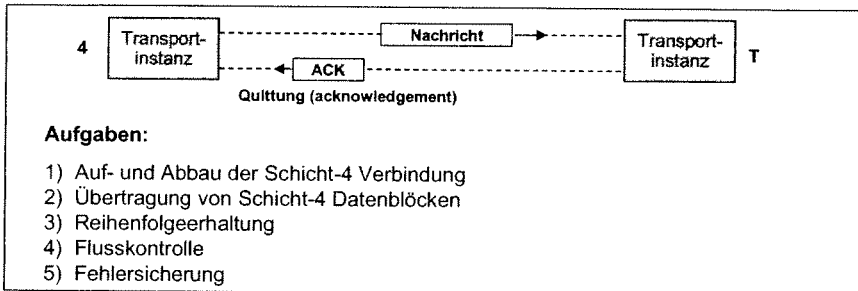 Transport-
instanz
4
Nachricht
ACK
Quittung (acknowledgement)
Transport-
instanz
T
Aufgaben:
1) Auf- und Abbau der Schicht-4 Verbindung
2) Übertragung von Schicht-4 Datenblöcken
3) Reihenfolgeerhaltung
4) Flusskontrolle
5) Fehlersicherung